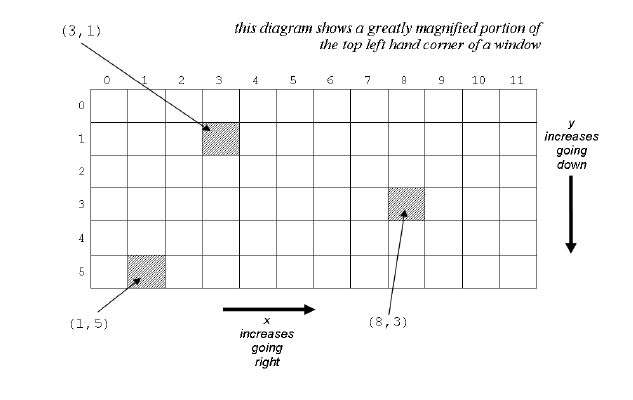 (3,1)
this diagram shows a greatly magnified portion of
the top left hand corner of a window
0 1 2 3 4 5 6 7 8 9 10 11
0
1
2
3
4
5
y
increases
going
down
(1,5)
x
increases
going
right
(8,3)